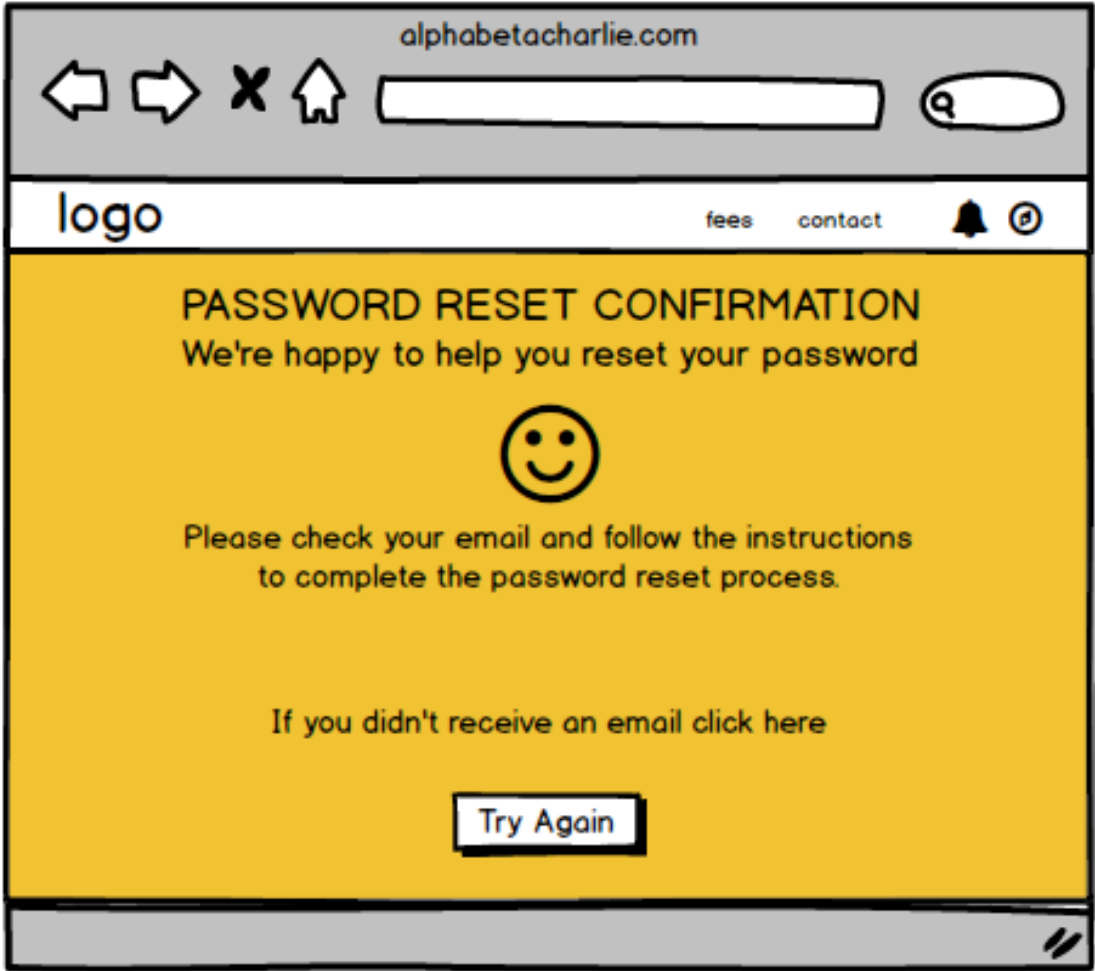 alphabetacharlie.com
logo
fees contact
PASSWORD RESET CONFIRMATION
We're happy to help you reset your password
Please check your email and follow the instructions
to complete the password reset process.
If you didn't receive an email click here
Try Again